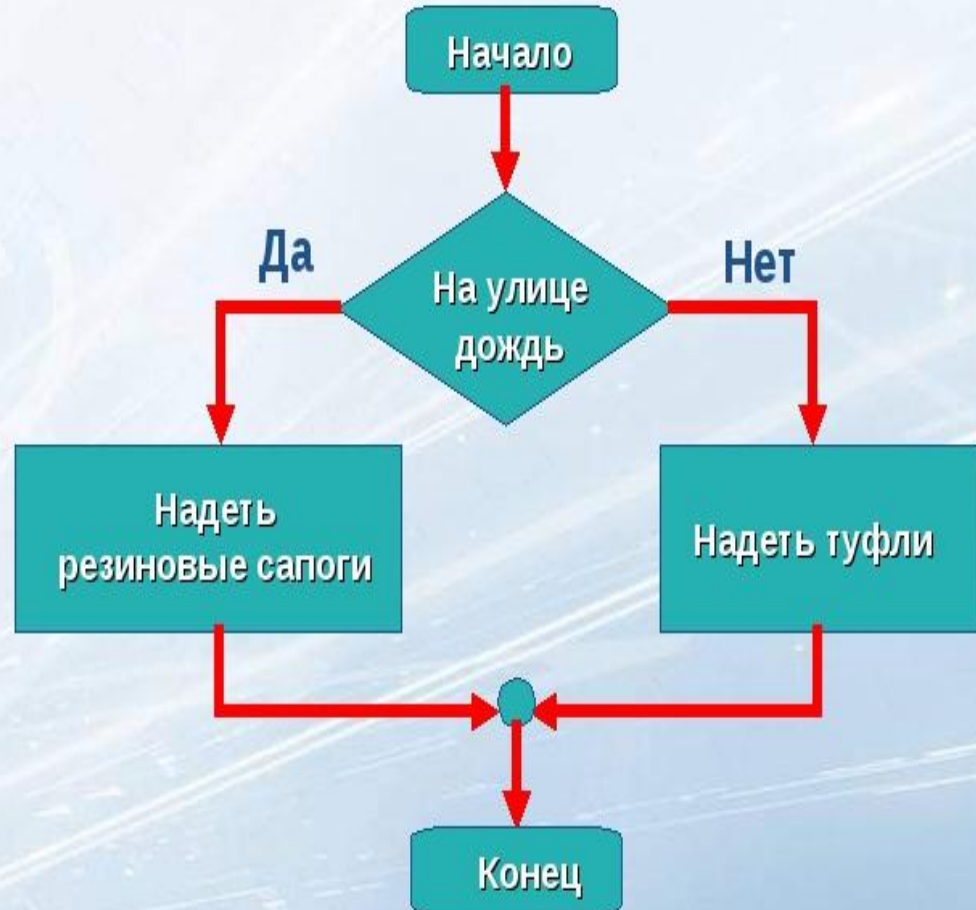 Начало
Да
Нет
На улице
дождь
Надеть
резиновые сапоги
Надеть туфли
Конец